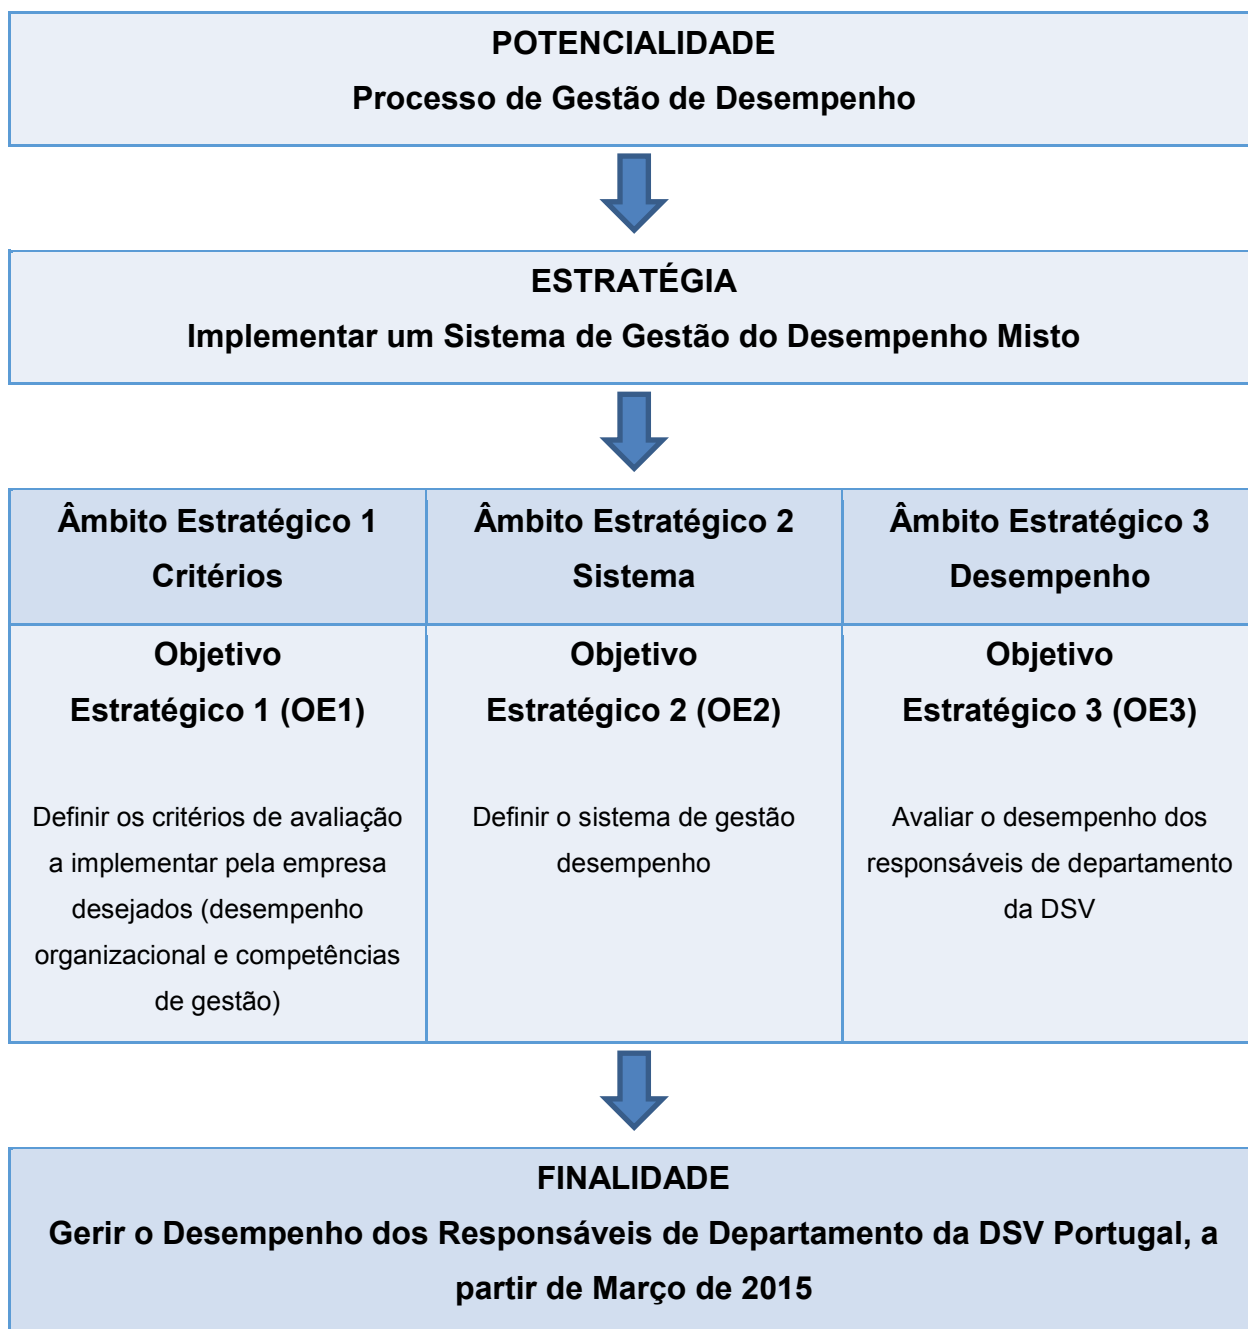 POTENCIALIDADE
Processo de Gestão de Desempenho
ESTRATÉGIA
Implementar um Sistema de Gestão do Desempenho Misto
Âmbito Estratégico 1
Critérios
Âmbito Estratégico 2
Sistema
Âmbito Estratégico 3
Desempenho
Objetivo
Estratégico 1 (OE1)
Definir os critérios de avaliação
a implementar pela empresa
desejados (desempenho
organizacional e competências
de gestão)
Objetivo
Estratégico 2 (OE2)
Definir o sistema de gestão
desempenho
Objetivo
Estratégico 3 (OE3)
Avaliar o desempenho dos
responsáveis de departamento
da DSV
FINALIDADE
Gerir o Desempenho dos Responsáveis de Departamento da DSV Portugal, a
partir de Março de 2015